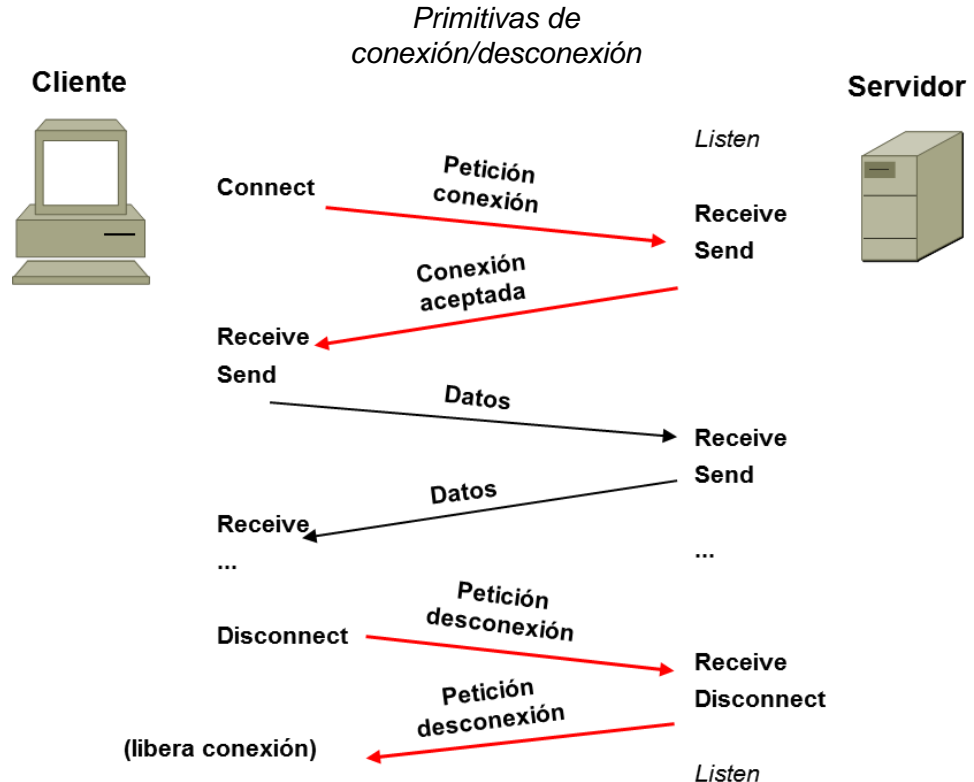 Primitivas de
conexión/desconexión
Cliente
Servidor
Listen
Petición
conexión
Connect
Receive
Send
Conexión
aceptada
Receive
Send
Datos
Receive
Send
Datos
Receive
...
...
Petición
desconexión
Disconnect
Receive
Disconnect
Petición
desconexión
(libera conexión)
Listen